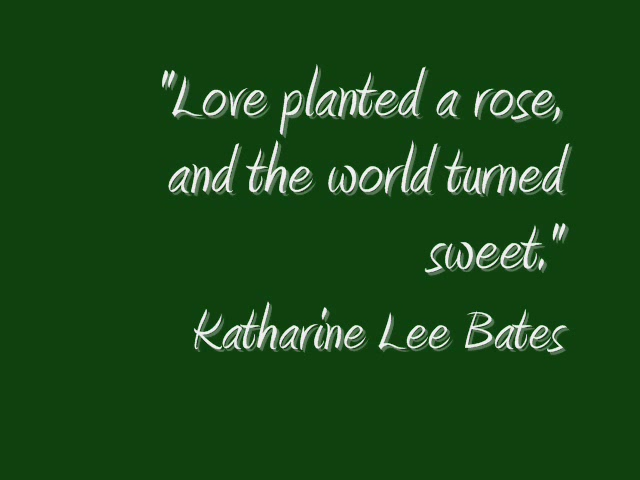 "Love planted a rose,
and the world turned
sweet."
Katharine Lee Bates